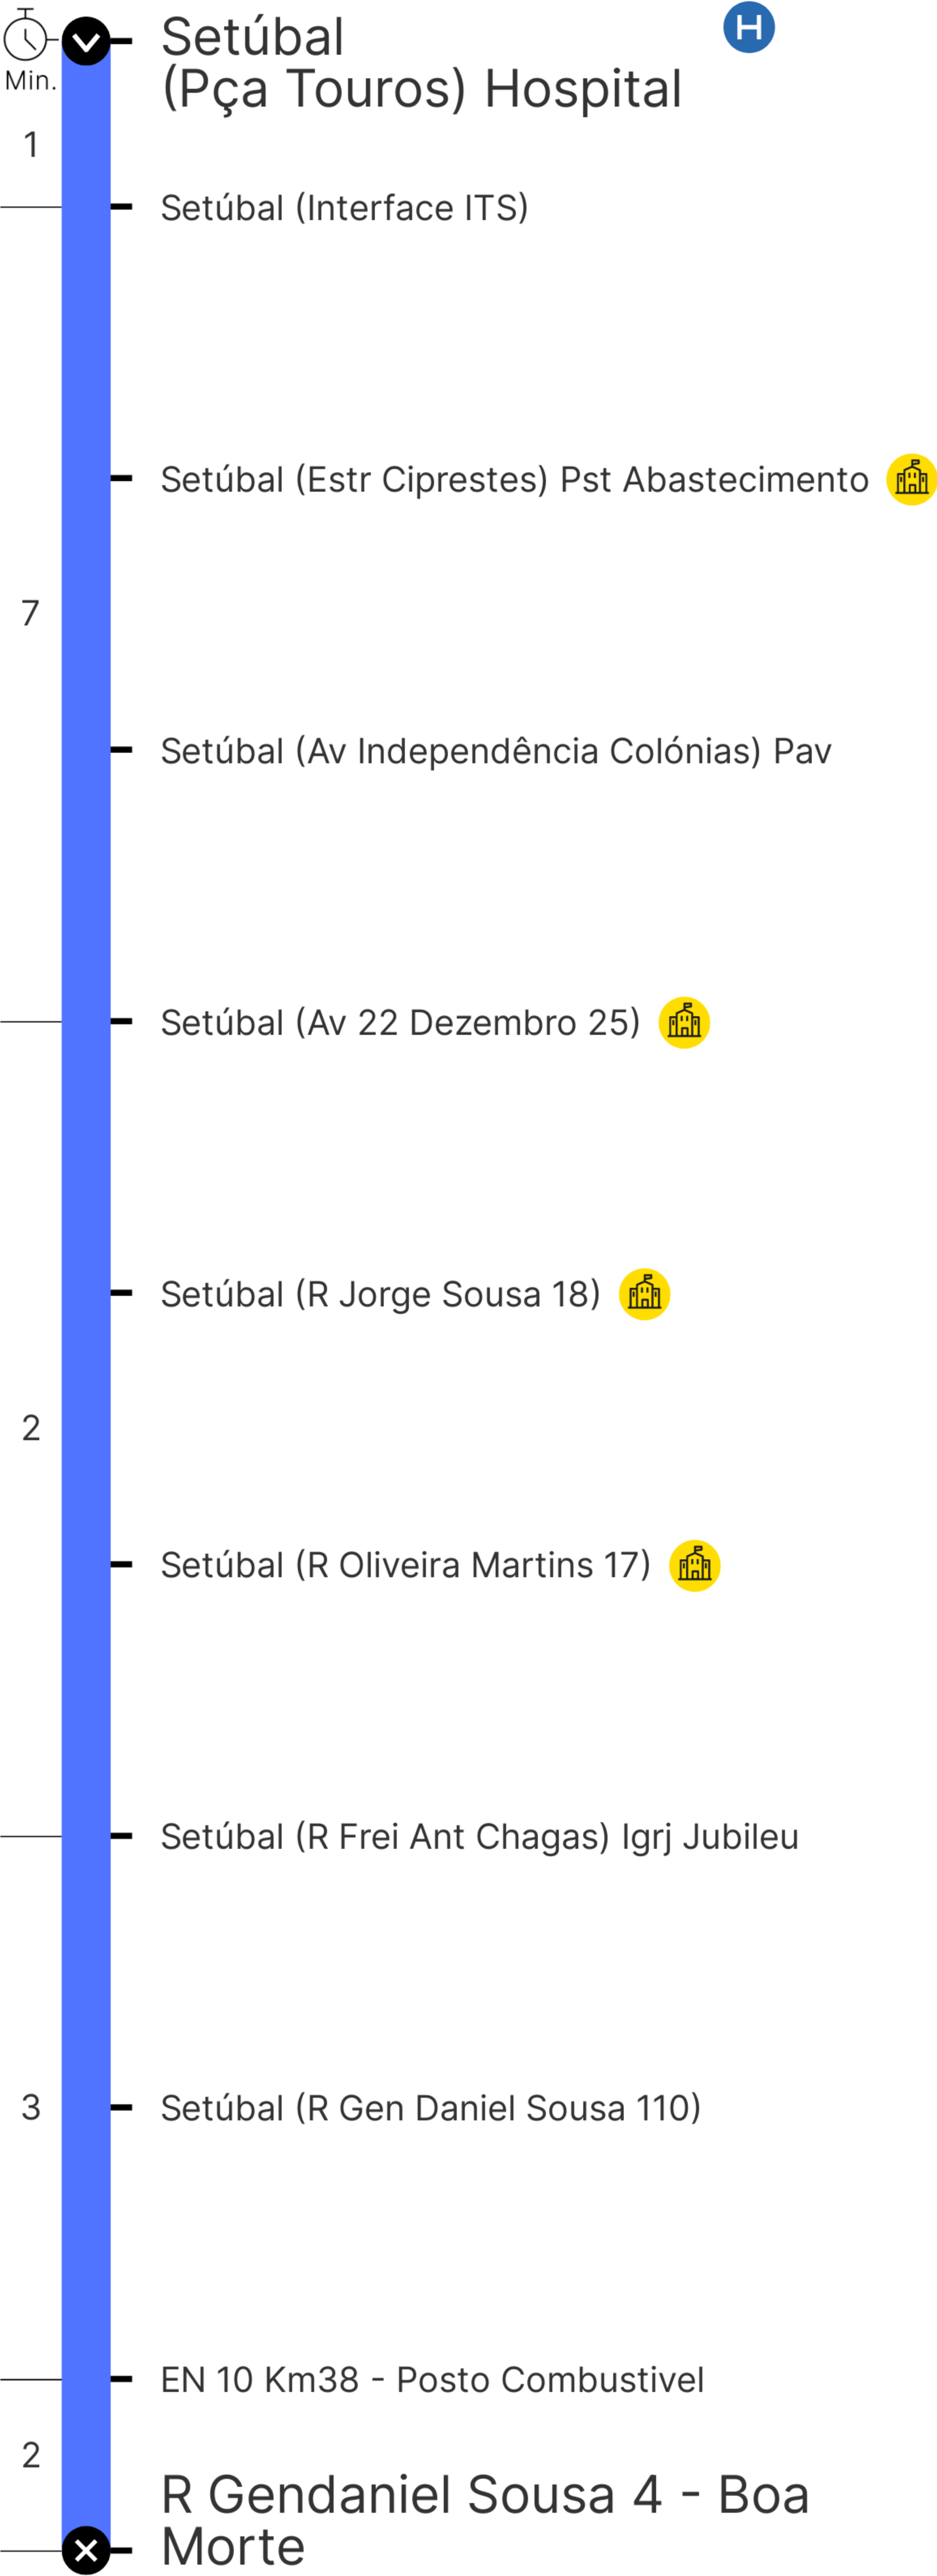 Setúbal
(Pça Touros) Hospital
H
Min.
1
Setúbal (Interface ITS)
Setúbal (Estr Ciprestes) Pst Abastecimento
7
Setúbal (Av Independência Colónias) Pav
Setúbal (Av 22 Dezembro 25)
Setúbal (R Jorge Sousa 18)
2
Setúbal (R Oliveira Martins 17)
Setúbal (R Frei Ant Chagas) Igrj Jubileu
3
Setúbal (R Gen Daniel Sousa 110)
EN 10 Km38 - Posto Combustivel
2
R Gendaniel Sousa 4 - Boa
Morte